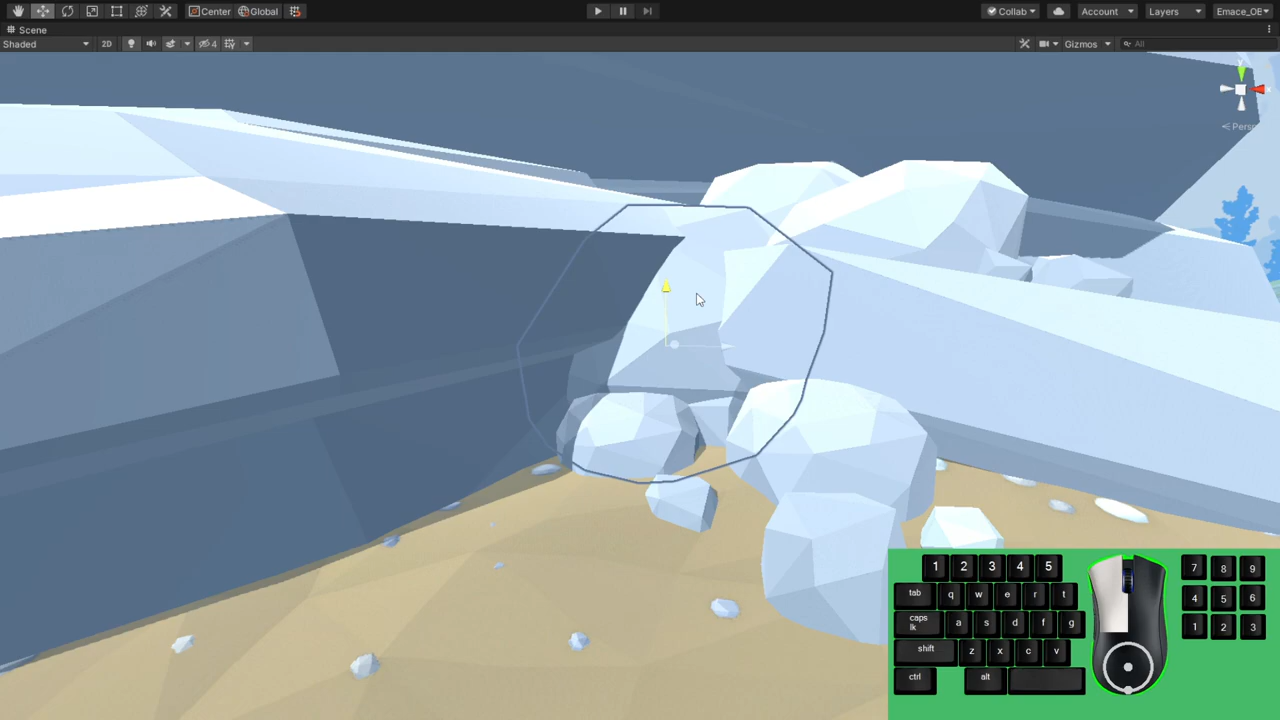 Center Global Collab Account Layers Emace_OE
Scene
Shaded 2D 4 Gizmos All
y
x
Persp
1 2 3 4 5 7 8 9
tab q w e r t 4 5 6
caps lk a s d f g 1 2 3
shift z x c v
ctrl alt